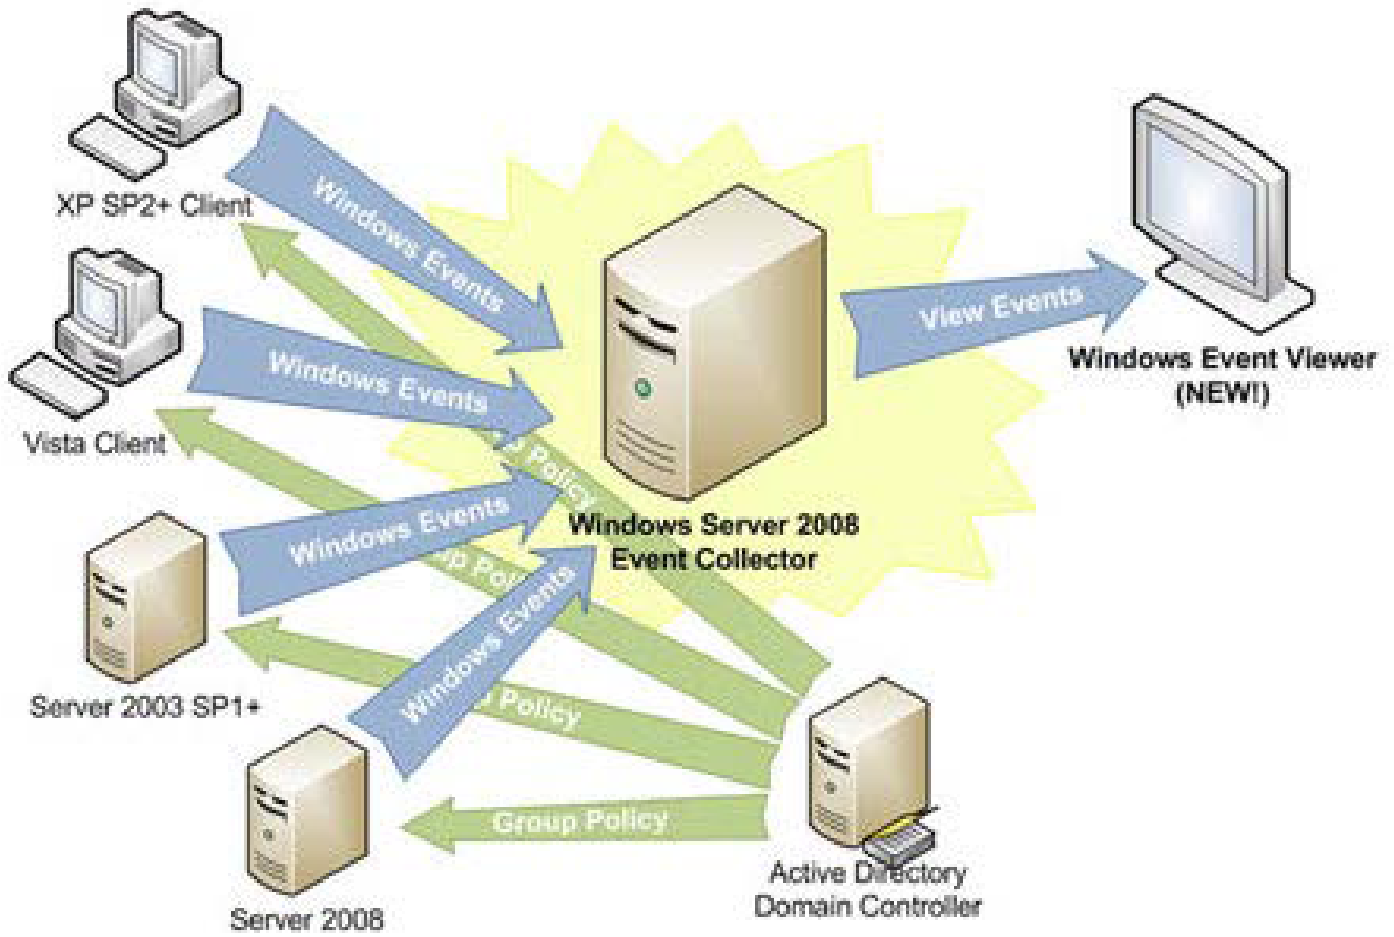 XP SP2+ Client
Windows Events
Vista Client
Windows Events
Policy
Windows Events
Server 2003 SP1+
Windows Events
Policy
Server 2008
Group Policy
Windows Server 2008
Event Collector
View Events
Windows Event Viewer
(NEW!)
Active Directory
Domain Controller